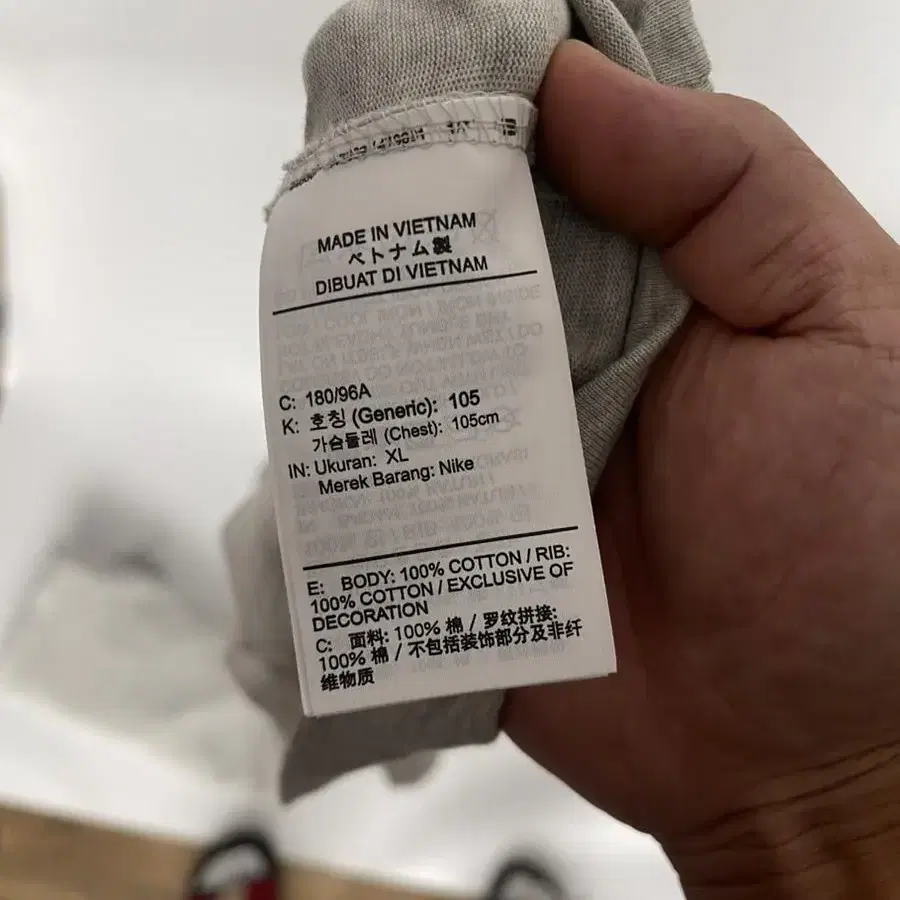 MADE IN VIETNAM
ベトナム製
DIBUAT DI VIETNAM
C: 180/96A
K: 호칭 (Generic): 105
가슴둘레 (Chest): 105cm
IN: Ukuran: XL
Merek Barang: Nike
E: BODY: 100% COTTON / RIB:
100% COTTON / EXCLUSIVE OF
DECORATION
C: 面料: 100% 棉 / 罗纹拼接:
100% 棉 / 不包括装饰部分及非纤
维物质